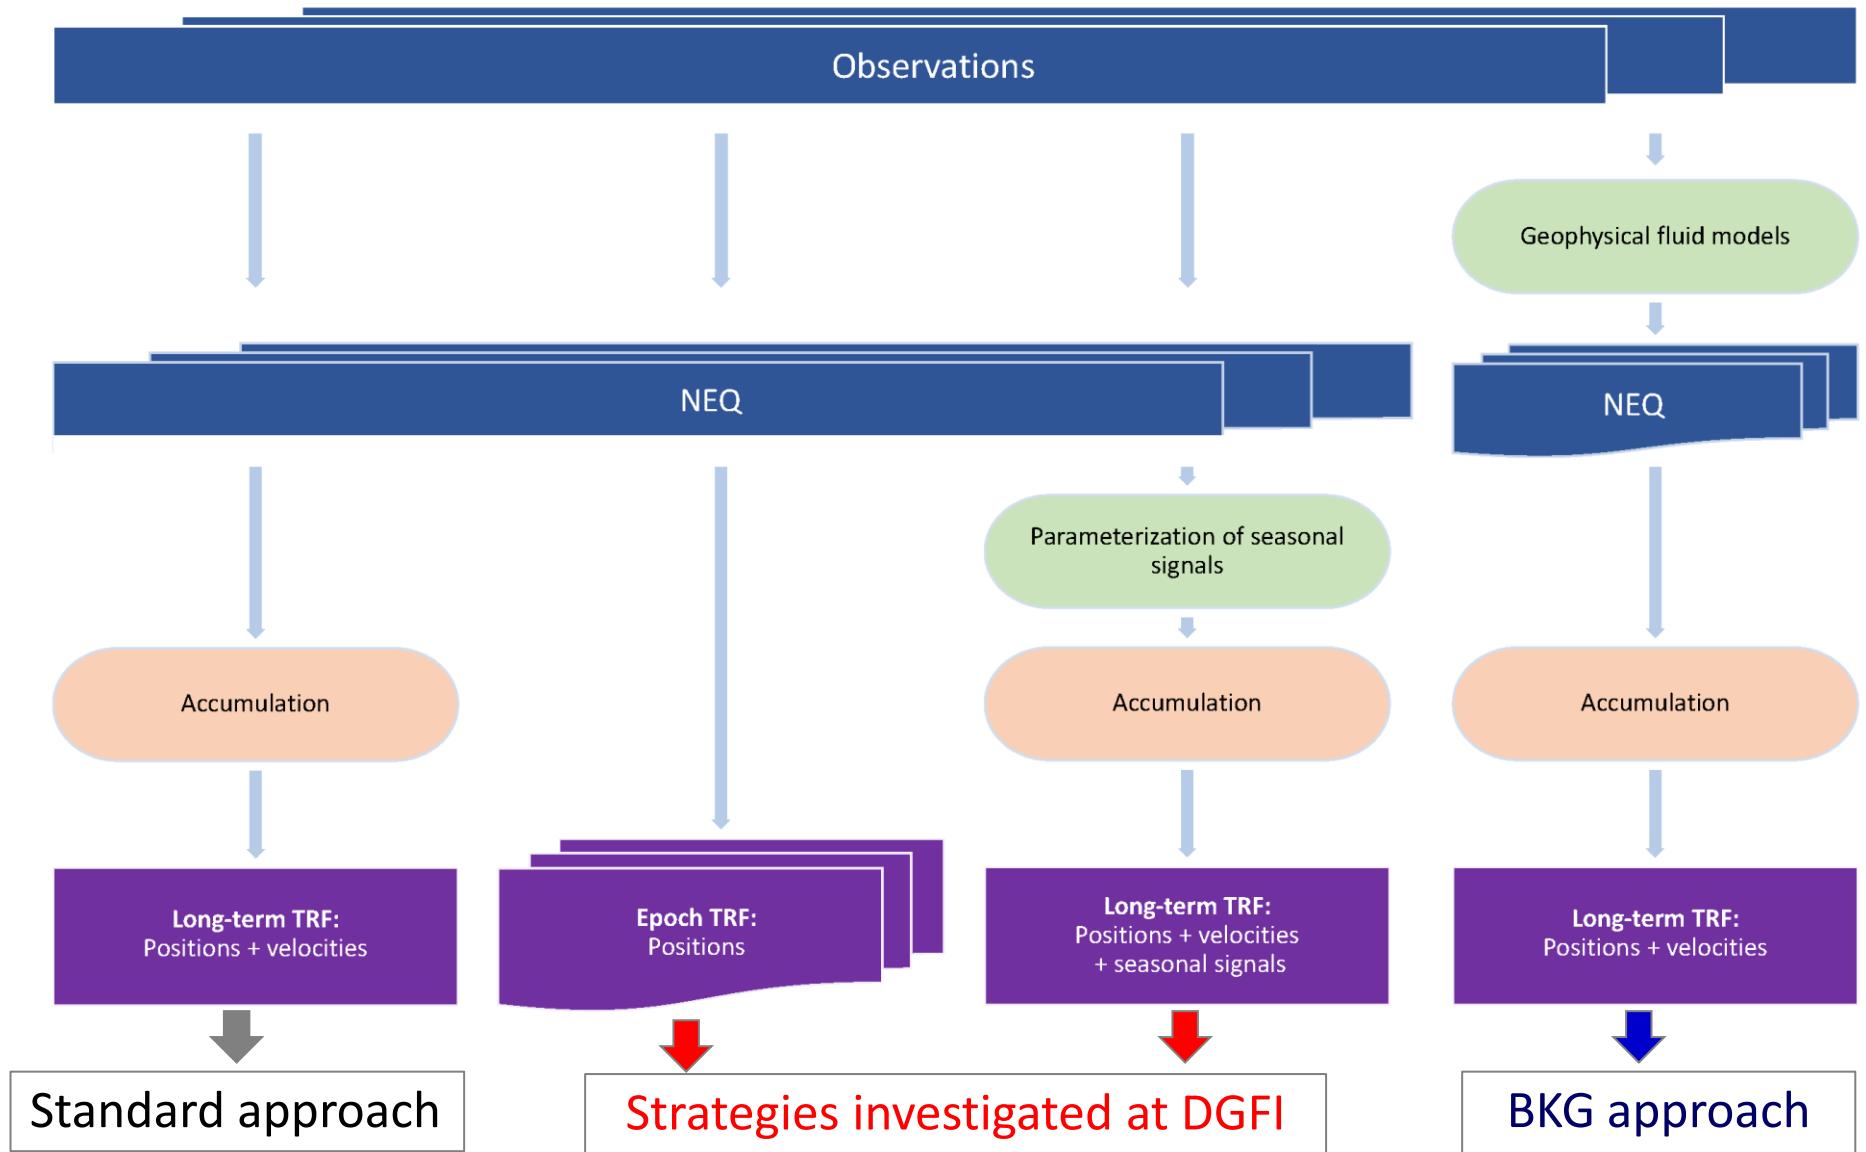 Observations
Geophysical fluid models
NEQ
NEQ
Parameterization of seasonal
signals
Accumulation
Accumulation
Accumulation
Long-term TRF:
Positions + velocities
Epoch TRF:
Positions
Long-term TRF:
Positions + velocities
+ seasonal signals
Long-term TRF:
Positions + velocities
Standard approach
Strategies investigated at DGFI
BKG approach